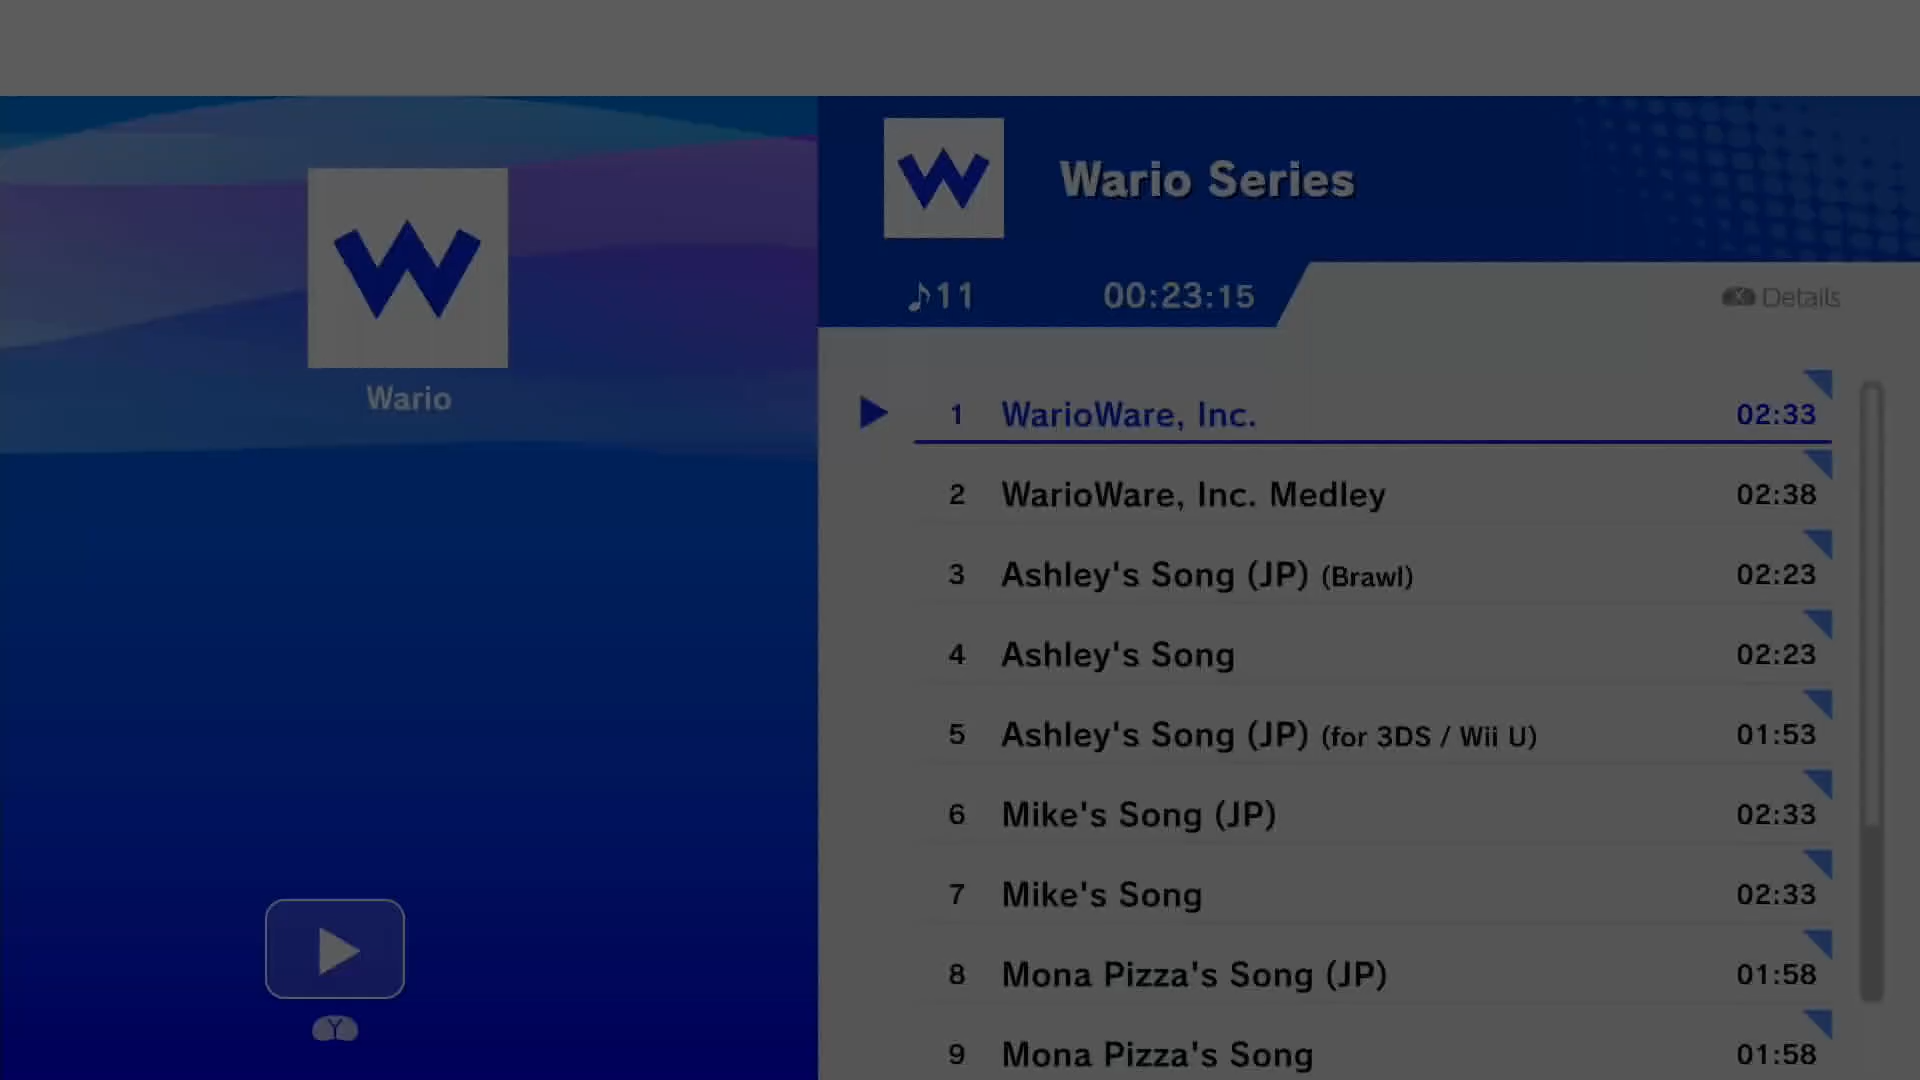 W
Wario
Y
W
Wario Series
♪11 00:23:15
X Details
1 WarioWare, Inc. 02:33
2 WarioWare, Inc. Medley 02:38
3 Ashley's Song (JP) (Brawl) 02:23
4 Ashley's Song 02:23
5 Ashley's Song (JP) (for 3DS / Wii U) 01:53
6 Mike's Song (JP) 02:33
7 Mike's Song 02:33
8 Mona Pizza's Song (JP) 01:58
9 Mona Pizza's Song 01:58